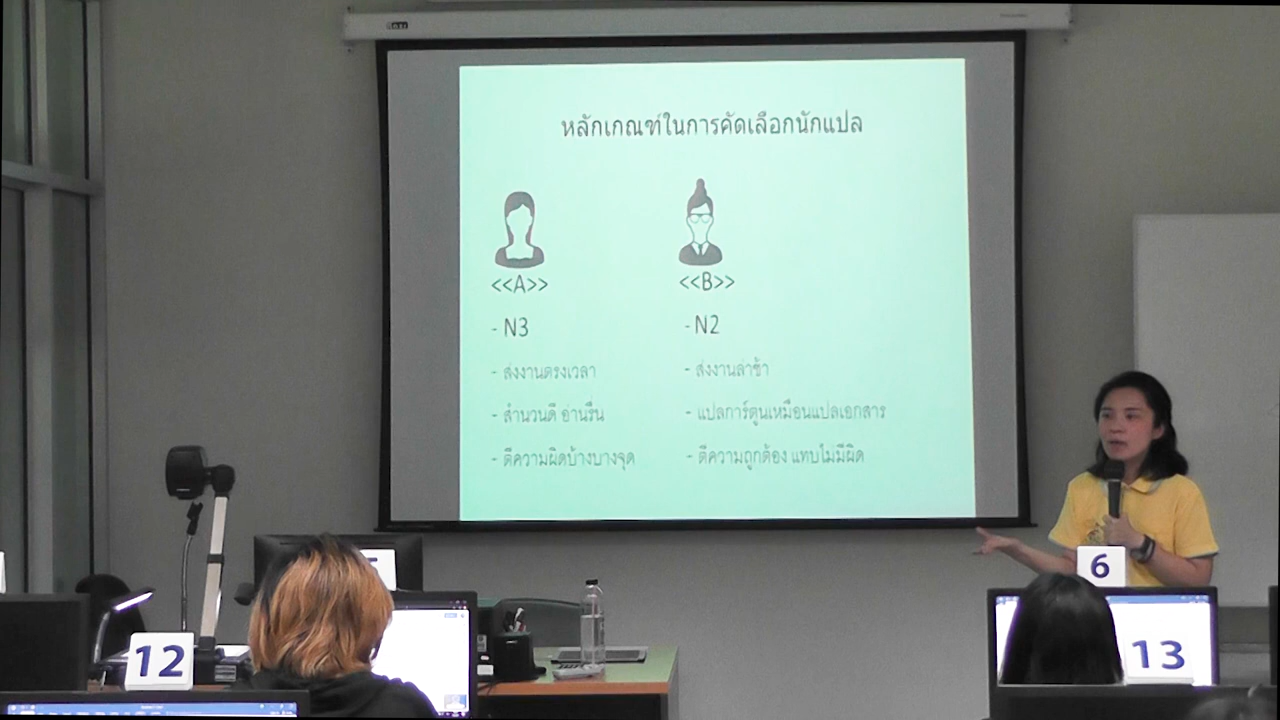 หลักเกณฑ์ในการคัดเลือกนักแปล
<<A>>
- N3
- ส่งงานตรงเวลา
- สำนวนดี อ่านรื่น
- ตีความผิดบ้างบางจุด
<<B>>
- N2
- ส่งงานล่าช้า
- แปลการ์ตูนเหมือนแปลเอกสาร
- ตีความถูกต้อง แทบไม่มีผิด
6
12
13